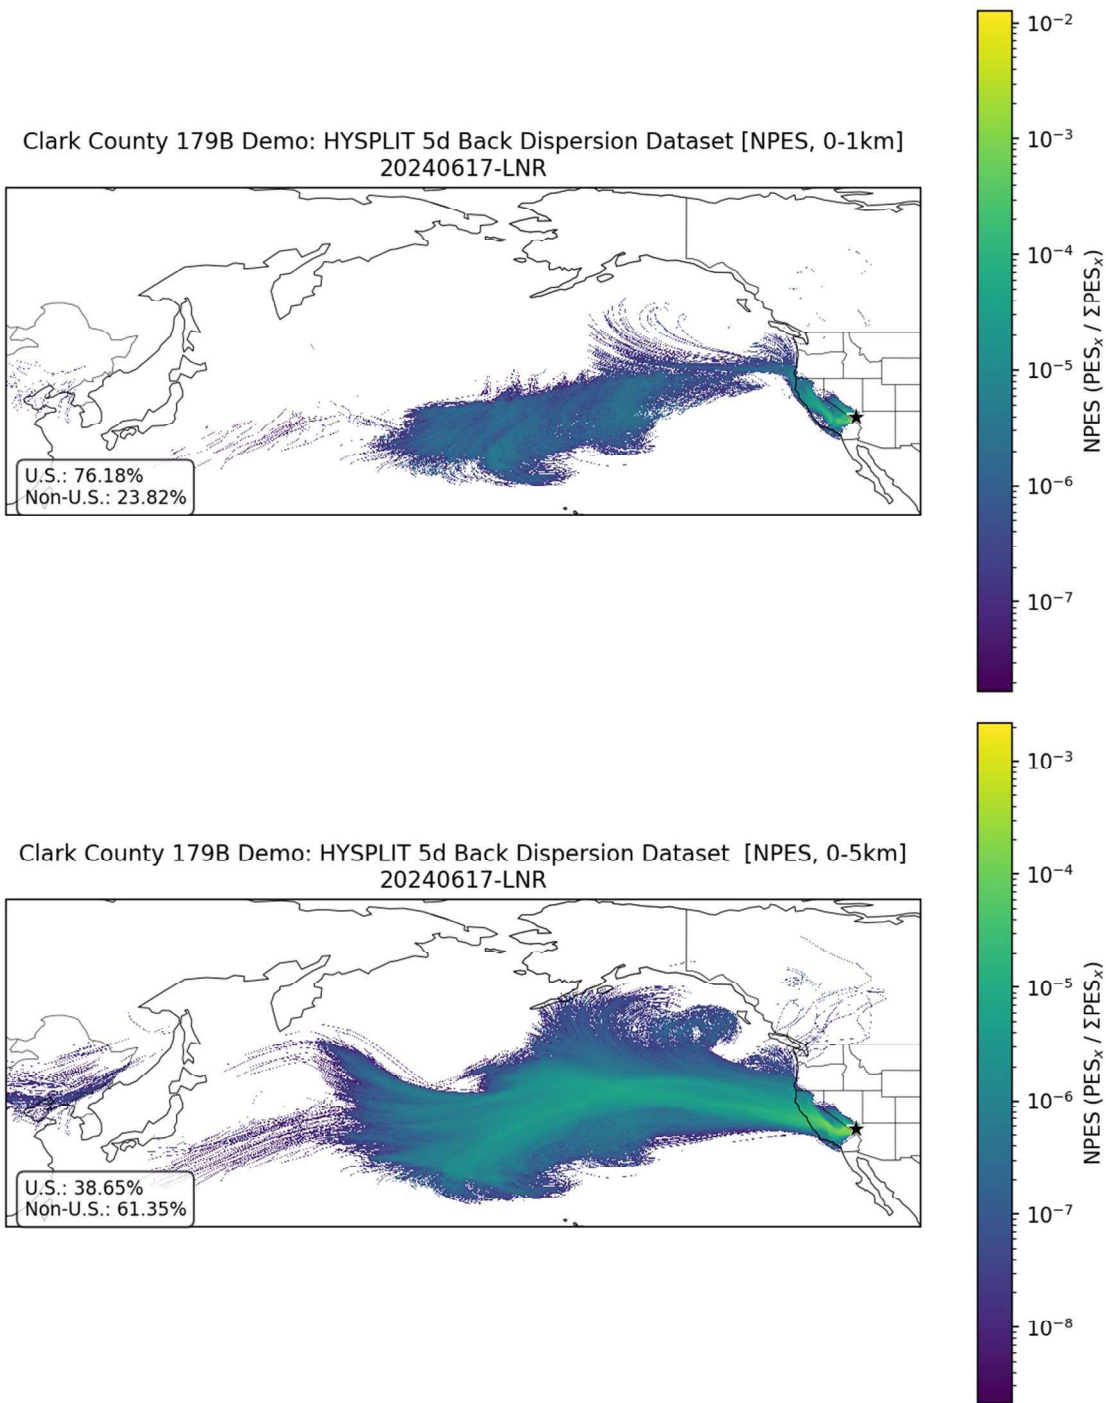 Clark County 179B Demo: HYSPLIT 5d Back Dispersion Dataset [NPES, 0-1km]
20240617-LNR
U.S.: 76.18%
Non-U.S.: 23.82%
10⁻²
10⁻³
10⁻⁴
10⁻⁵
10⁻⁶
10⁻⁷
NPES (PESₓ / ΣPESₓ)
Clark County 179B Demo: HYSPLIT 5d Back Dispersion Dataset [NPES, 0-5km]
20240617-LNR
U.S.: 38.65%
Non-U.S.: 61.35%
10⁻³
10⁻⁴
10⁻⁵
10⁻⁶
10⁻⁷
10⁻⁸
NPES (PESₓ / ΣPESₓ)